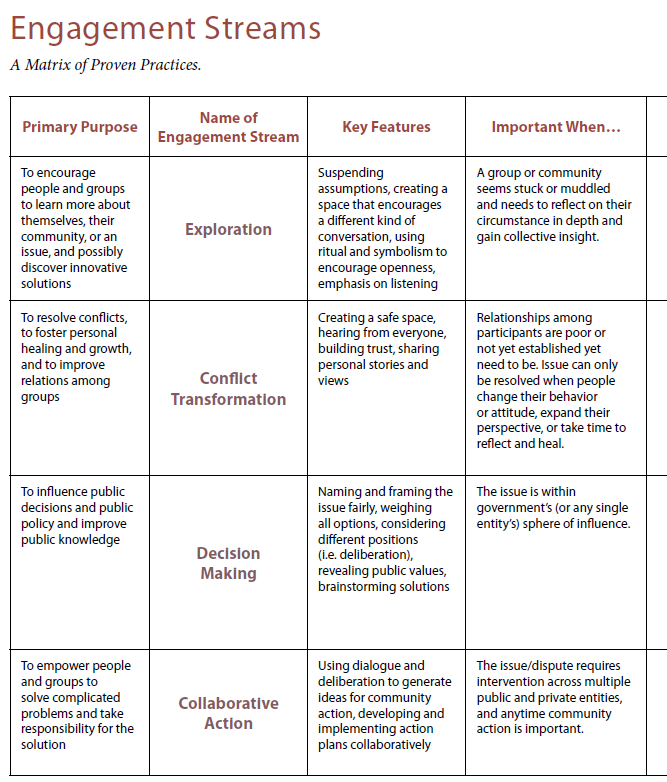 Engagement Streams
A Matrix of Proven Practices.
Primary Purpose
Name of
Engagement Stream
Key Features
Important When…
To encourage
people and groups
to learn more about
themselves, their
community, or an
issue, and possibly
discover innovative
solutions
Exploration
Suspending
assumptions, creating a
space that encourages
a different kind of
conversation, using
ritual and symbolism to
encourage openness,
emphasis on listening
A group or community
seems stuck or muddled
and needs to reflect on their
circumstance in depth and
gain collective insight.
To resolve conflicts,
to foster personal
healing and growth,
and to improve
relations among
groups
Conflict
Transformation
Creating a safe space,
hearing from everyone,
building trust, sharing
personal stories and
views
Relationships among
participants are poor or
not yet established yet
need to be. Issue can only
be resolved when people
change their behavior
or attitude, expand their
perspective, or take time to
reflect and heal.
To influence public
decisions and public
policy and improve
public knowledge
Decision
Making
Naming and framing the
issue fairly, weighing
all options, considering
different positions
(i.e. deliberation),
revealing public values,
brainstorming solutions
The issue is within
government's (or any single
entity's) sphere of influence.
To empower people
and groups to
solve complicated
problems and take
responsibility for the
solution
Collaborative
Action
Using dialogue and
deliberation to generate
ideas for community
action, developing and
implementing action
plans collaboratively
The issue/dispute requires
intervention across multiple
public and private entities,
and anytime community
action is important.